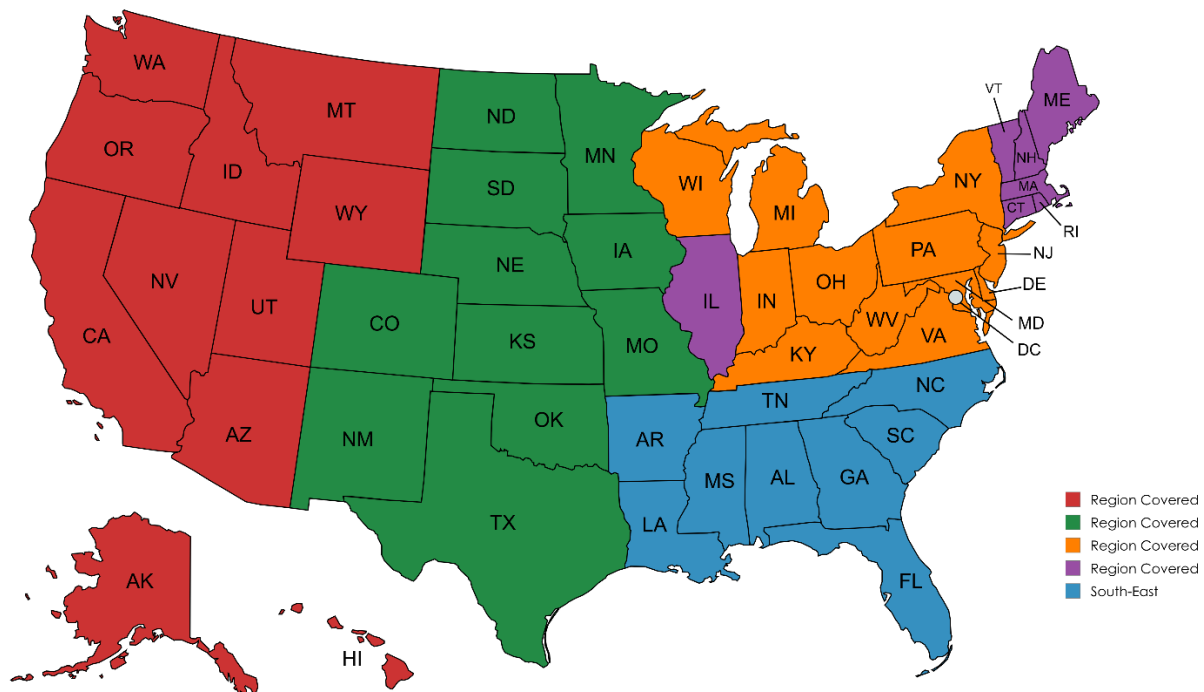 WA
MT
ME
VT
ND
OR
MN
ID
NH
SD
WI
NY
MA
WY
MI
CT
RI
PA
IA
NJ
NE
OH
NV
IN
DE
IL
UT
WV
CO
MD
CA
VA
KS
MO
DC
KY
NC
TN
OK
AZ
SC
NM
AR
MS
AL
GA
Region Covered
LA
TX
Region Covered
Region Covered
Region Covered
AK
FL
South-East
HI